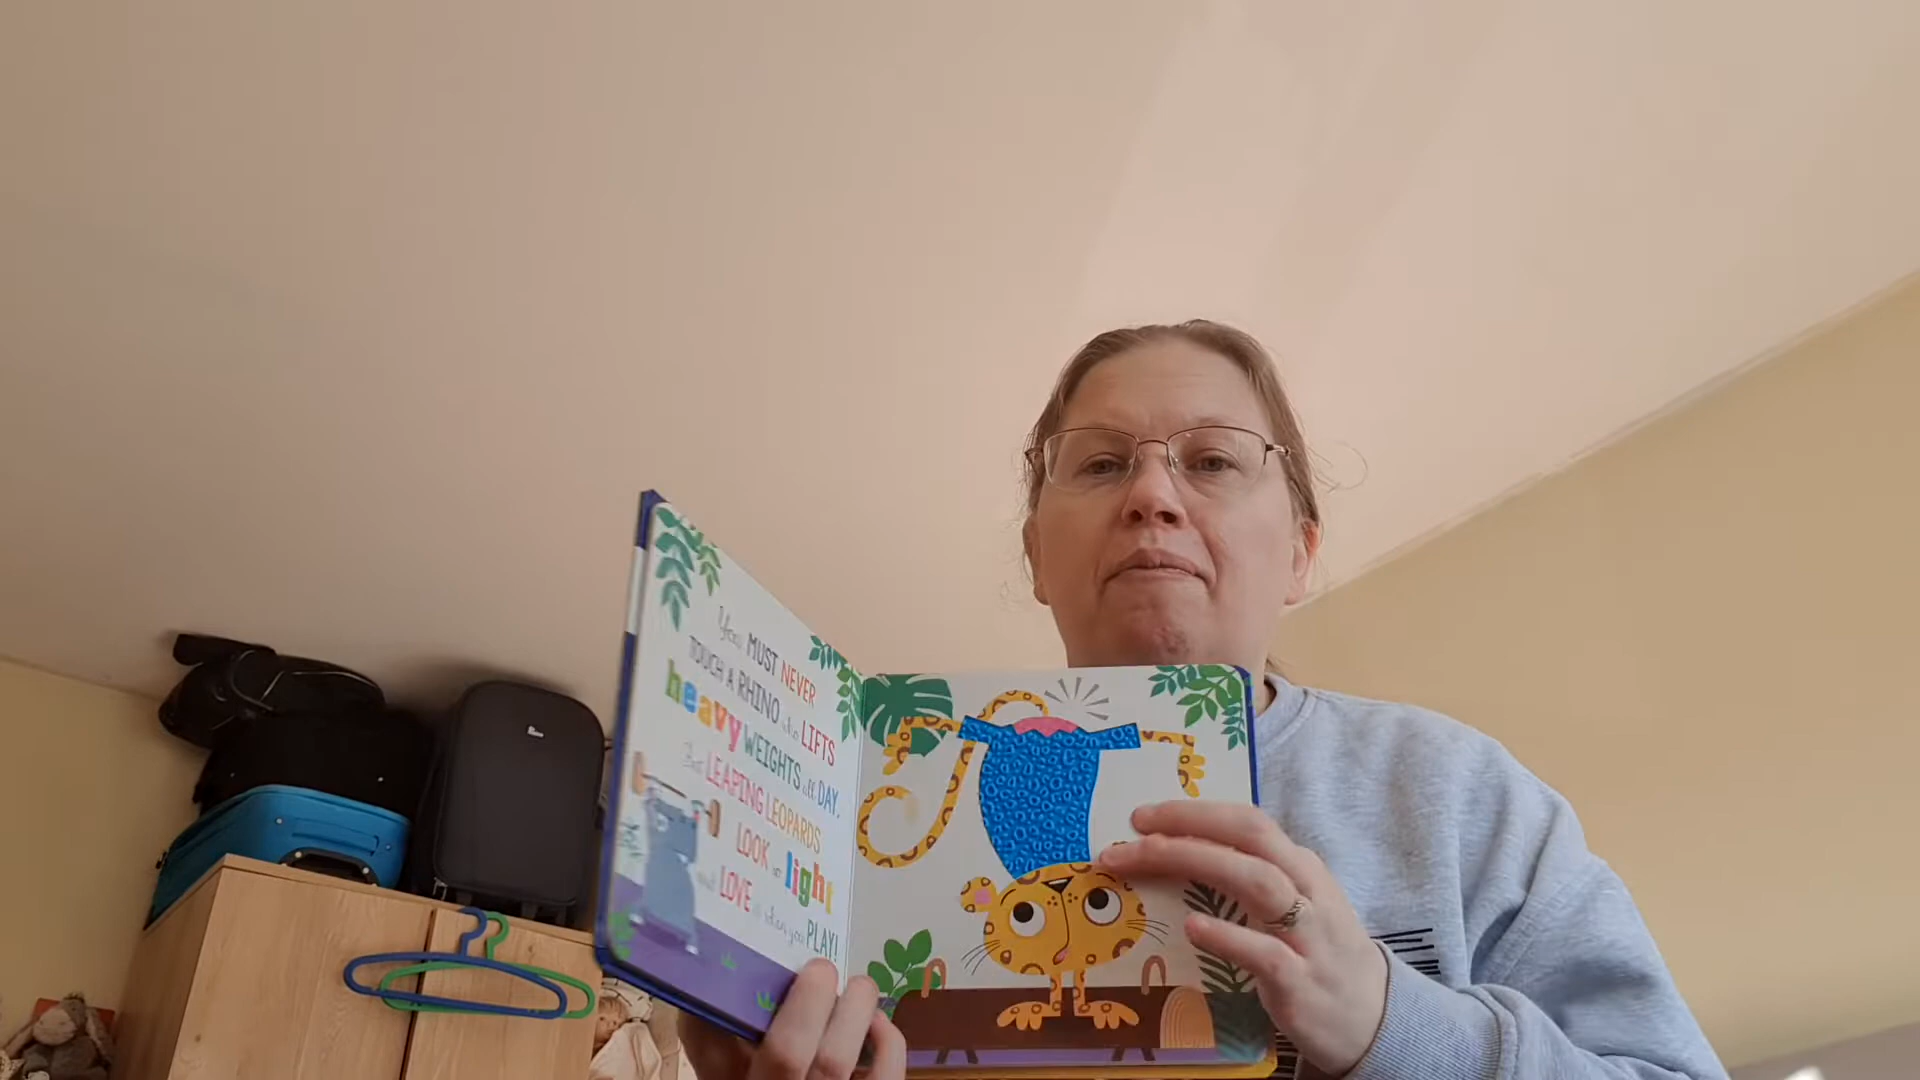 You MUST NEVER
TOUCH A RHINO who LIFTS
heavy WEIGHTS all DAY,
But LEAPING LEOPARDS
LOOK so light
and LOVE it when you PLAY!